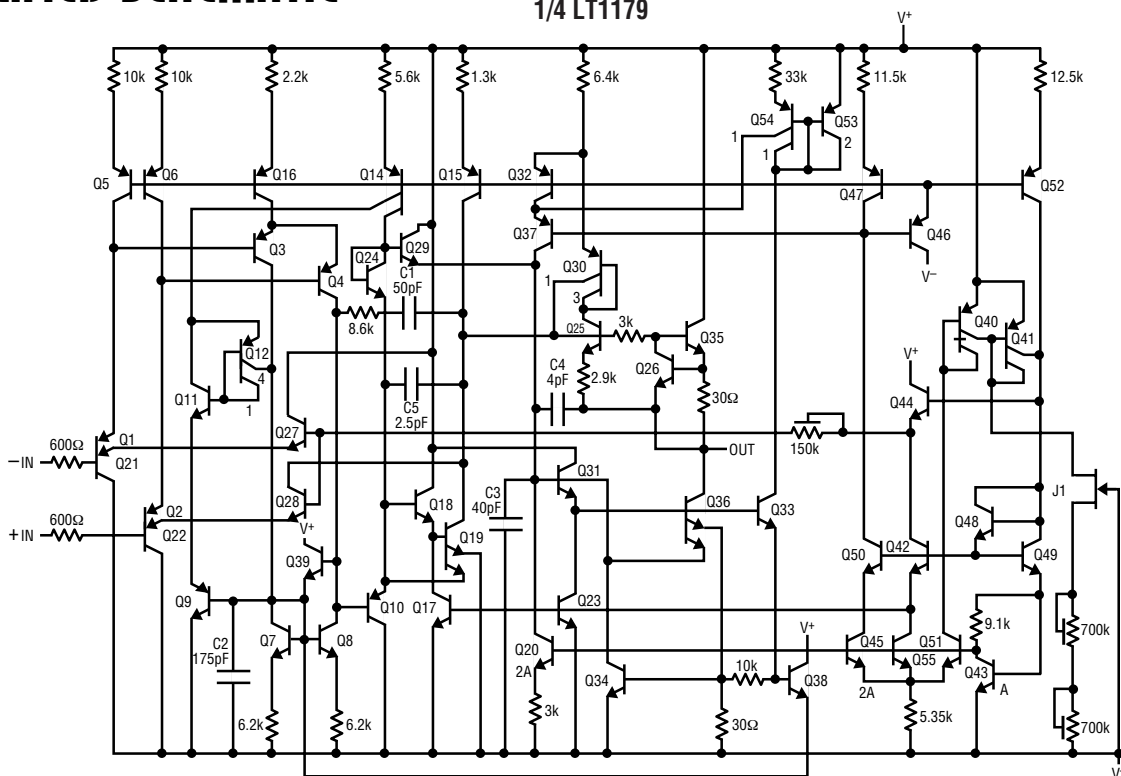 1/4 LT1179
V+
10k 10k 2.2k 5.6k 1.3k 6.4k 33k 11.5k 12.5k
Q54 Q53
1 2
1
Q5 Q6 Q16 Q14 Q15 Q32 Q47 Q52
Q3 Q29 Q37 Q46
Q24
Q4 C1 Q30 V–
50pF 1
3
8.6k Q25 3k Q35 Q40 Q41
Q12 V+
4 C4 Q26
4pF 2.9k
Q11 1 C5 30Ω Q44
2.5pF
Q27
600Ω Q1 150k OUT
–IN Q21 Q31 J1
Q28 Q18 C3 Q36
40pF
600Ω Q2 Q33 Q48
+IN Q22 V+ Q19
Q39 Q50 Q42 Q49
Q9 Q10 Q17 Q23
C2 Q7 Q8 V+ 9.1k 700k
175pF Q20 Q45 Q51
2A Q34 10k Q38 Q55 Q43
2A A
6.2k 6.2k 3k 30Ω 5.35k 700k